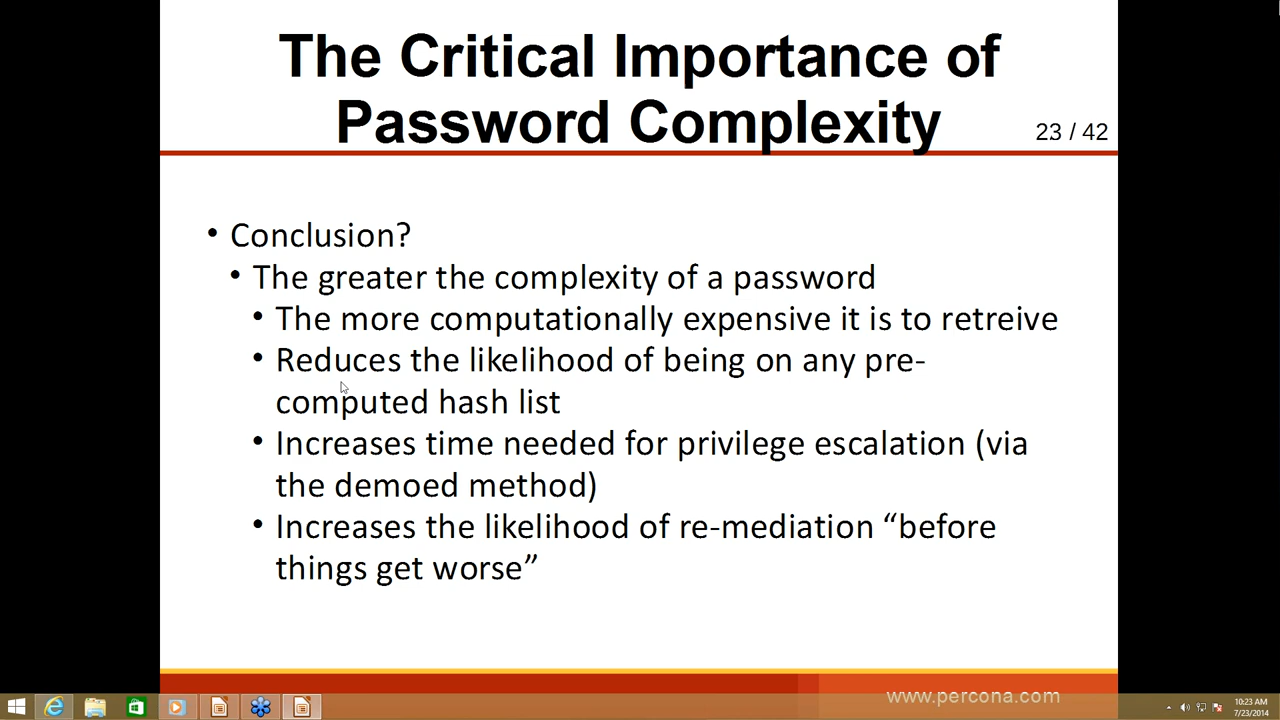 The Critical Importance of
Password Complexity
23 / 42
• Conclusion?
• The greater the complexity of a password
• The more computationally expensive it is to retreive
• Reduces the likelihood of being on any pre-
computed hash list
• Increases time needed for privilege escalation (via
the demoed method)
• Increases the likelihood of re-mediation “before
things get worse”
www.percona.com
10:23 AM
7/23/2014